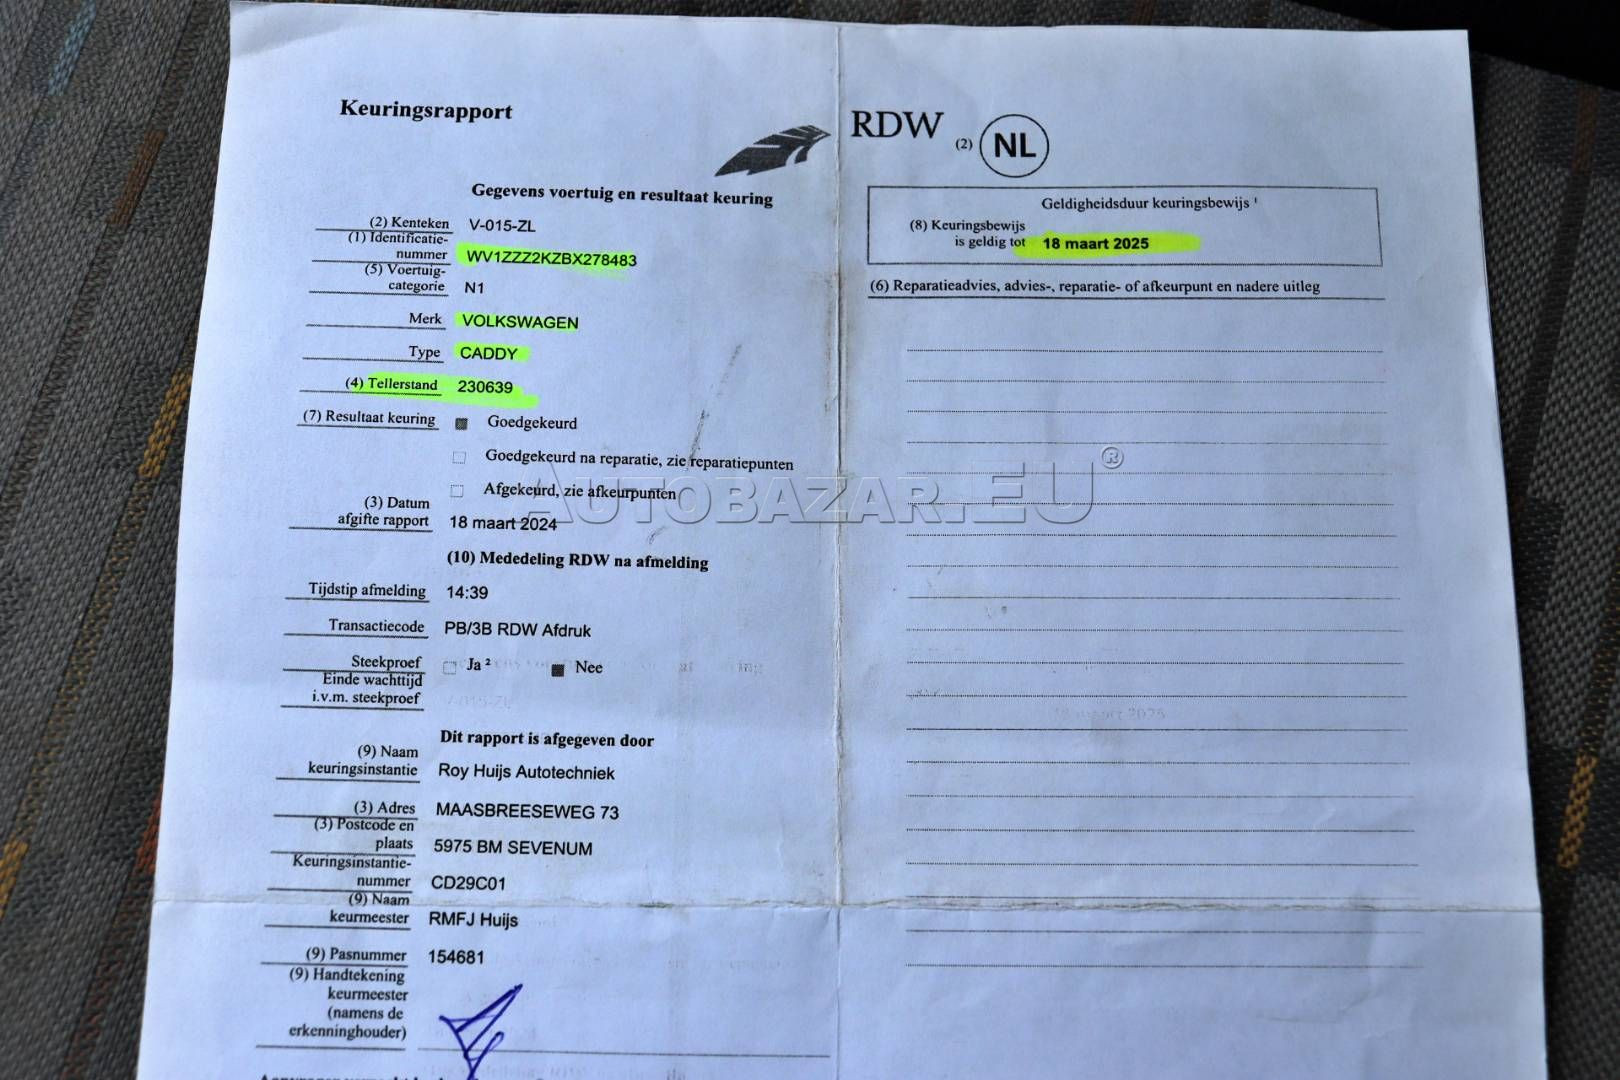 Keuringsrapport
RDW (2) NL
Gegevens voertuig en resultaat keuring
(2) Kenteken V-015-ZL
(1) Identificatie-
nummer WV1ZZZ2KZBX278483
(5) Voertuig-
categorie N1
Merk VOLKSWAGEN
Type CADDY
(4) Tellerstand 230639
(7) Resultaat keuring Goedgekeurd
Goedgekeurd na reparatie, zie reparatiepunten
Afgekeurd, zie afkeurpunten
(3) Datum
afgifte rapport 18 maart 2024
(10) Mededeling RDW na afmelding
Tijdstip afmelding 14:39
Transactiecode PB/3B RDW Afdruk
Steekproef Ja ² Nee
Einde wachttijd
i.v.m. steekproef
Dit rapport is afgegeven door
(9) Naam
keuringsinstantie Roy Huijs Autotechniek
(3) Adres MAASBREESEWEG 73
(3) Postcode en
plaats 5975 BM SEVENUM
Keuringsinstantie-
nummer CD29C01
(9) Naam
keurmeester RMFJ Huijs
(9) Pasnummer 154681
(9) Handtekening
keurmeester
(namens de
erkenninghouder)
Geldigheidsduur keuringsbewijs ¹
(8) Keuringsbewijs
is geldig tot 18 maart 2025
(6) Reparatieadvies, advies-, reparatie- of afkeurpunt en nadere uitleg
AUTOBAZAR.EU®